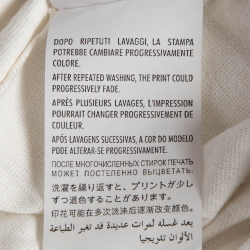 DOPO RIPETUTI LAVAGGI, LA STAMPA
POTREBBE CAMBIARE PROGRESSIVAMENTE
COLORE.
AFTER REPEATED WASHING, THE PRINT COULD
PROGRESSIVELY FADE.
APRÈS PLUSIEURS LAVAGES, L'IMPRESSION
POURRAIT CHANGER PROGRESSIVEMENT
DE COULEUR.
APÓS LAVAGENS SUCESSIVAS, A COR DO MODELO
PODE ALTERAR-SE PROGRESSIVAMENTE.
ПОСЛЕ МНОГОЧИСЛЕННЫХ СТИРОК ПЕЧАТЬ
МОЖЕТ ПОСТЕПЕННО ВЫЦВЕТАТЬ.
洗濯を繰り返すと、プリントが少し
ずつ退色することがあります。
印花可能在多次洗涤后逐渐改变颜色。
بعد غسله لمرات عديدة قد تغير الطباعة
الألوان تدريجيا